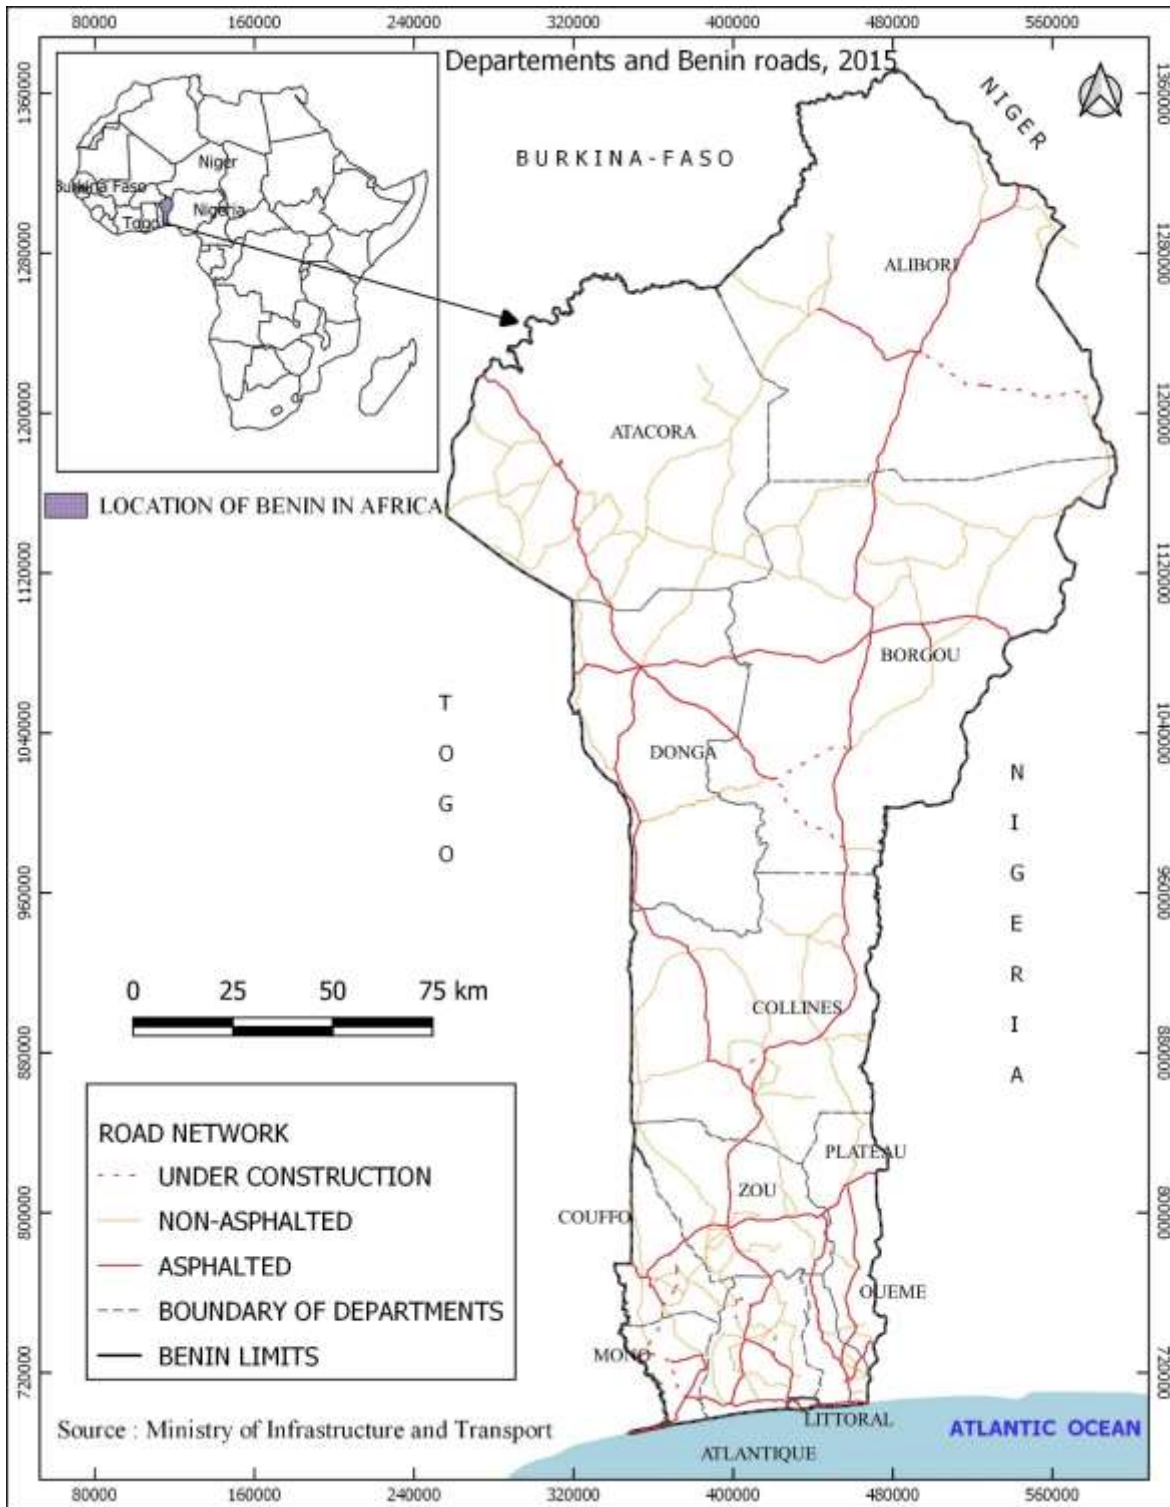 80000 160000 240000 320000 400000 480000 560000
Departements and Benin roads, 2015
1360000
1280000
1200000
1120000
1040000
960000
880000
800000
720000
1360000
1280000
1200000
1120000
1040000
960000
880000
800000
720000
NIGER
BURKINA-FASO
Niger
Burkina Faso
Nigeria
Togo
ALIBORI
ATACORA
LOCATION OF BENIN IN AFRICA
BORGOU
TOGO
DONGA
NIGERIA
0 25 50 75 km
COLLINES
ROAD NETWORK
UNDER CONSTRUCTION
NON-ASPHALTED
ASPHALTED
BOUNDARY OF DEPARTMENTS
BENIN LIMITS
PLATEAU
ZOU
COUFFO
OUEME
MONO
LITTORAL
ATLANTIQUE
ATLANTIC OCEAN
Source : Ministry of Infrastructure and Transport
80000 160000 240000 320000 400000 480000 560000